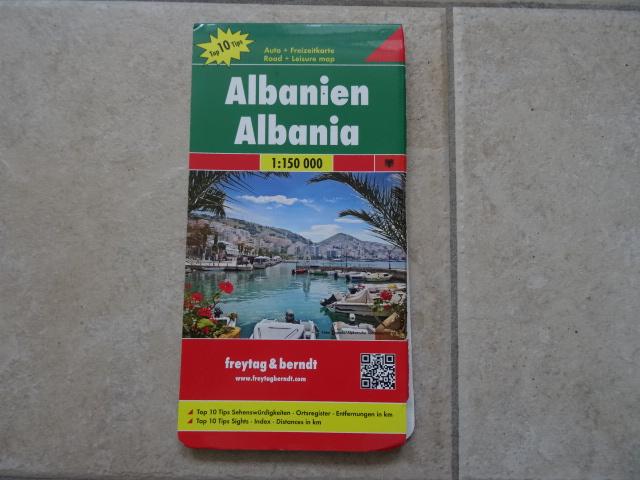 Top 10 Tips
Auto + Freizeitkarte
Road + Leisure map
Albanien
Albania
1:150 000
freytag & berndt
www.freytagberndt.com
Top 10 Tips Sehenswürdigkeiten - Ortsregister - Entfernungen in km
Top 10 Tips Sights - Index - Distances in km